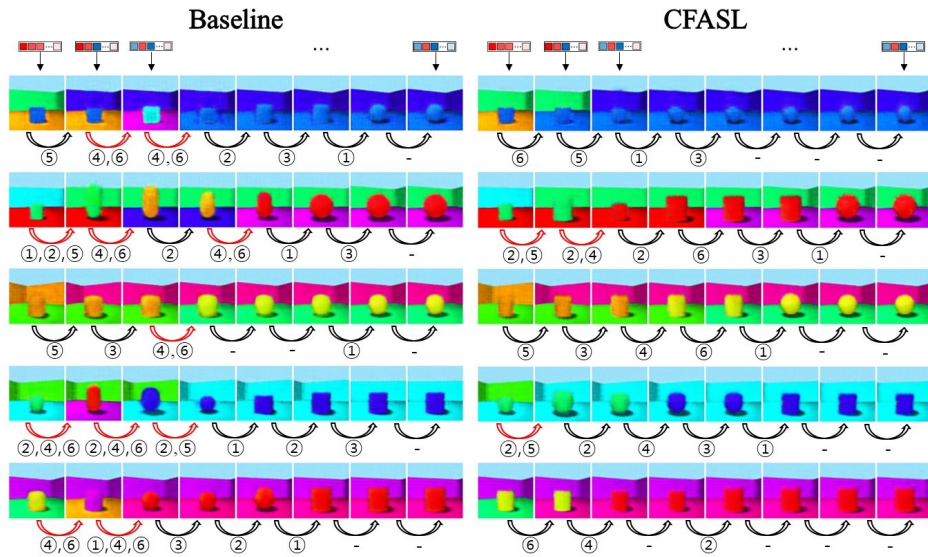 Baseline CFASL
... ...
⑤ ④,⑥ ④,⑥ ② ③ ① - ⑥ ⑤ ① ③ - - -
①,②,⑤ ④,⑥ ② ④,⑥ ① ③ - ②,⑤ ②,④ ② ⑥ ③ ① -
⑤ ③ ④,⑥ - - ① - ⑤ ③ ④ ⑥ ① - -
②,④,⑥ ②,④,⑥ ②,⑤ ① ② ③ - ②,⑤ ② ④ ③ ① - -
④,⑥ ①,④,⑥ ③ ② ① - - ⑥ ④ - ② - - -